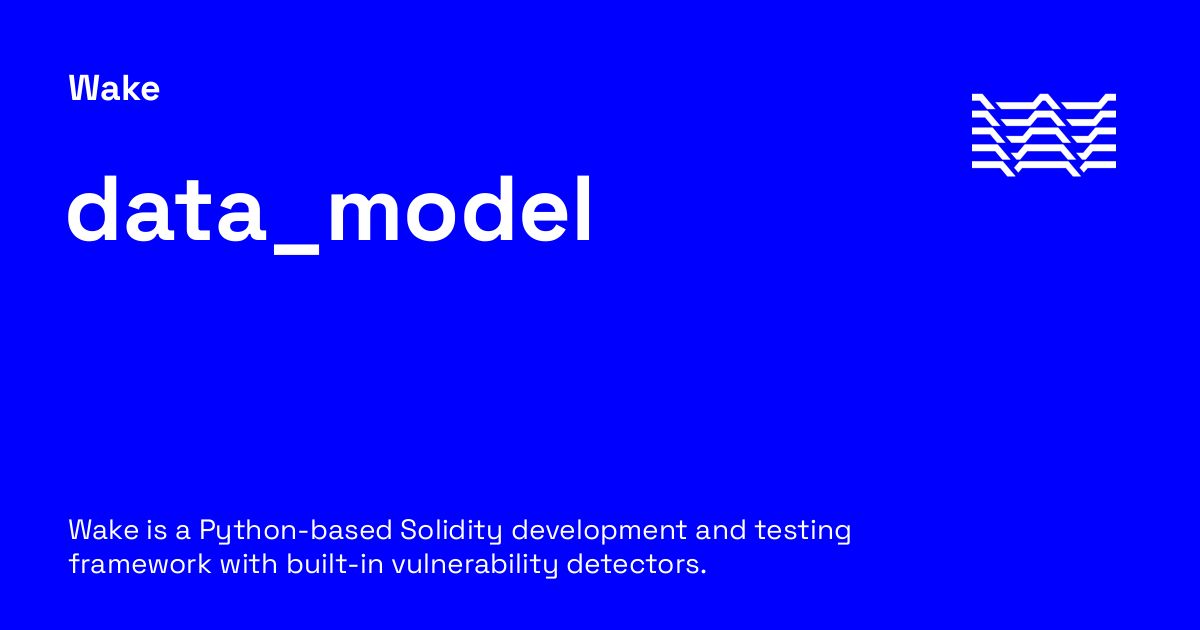 Wake
data_model
Wake is a Python-based Solidity development and testing
framework with built-in vulnerability detectors.